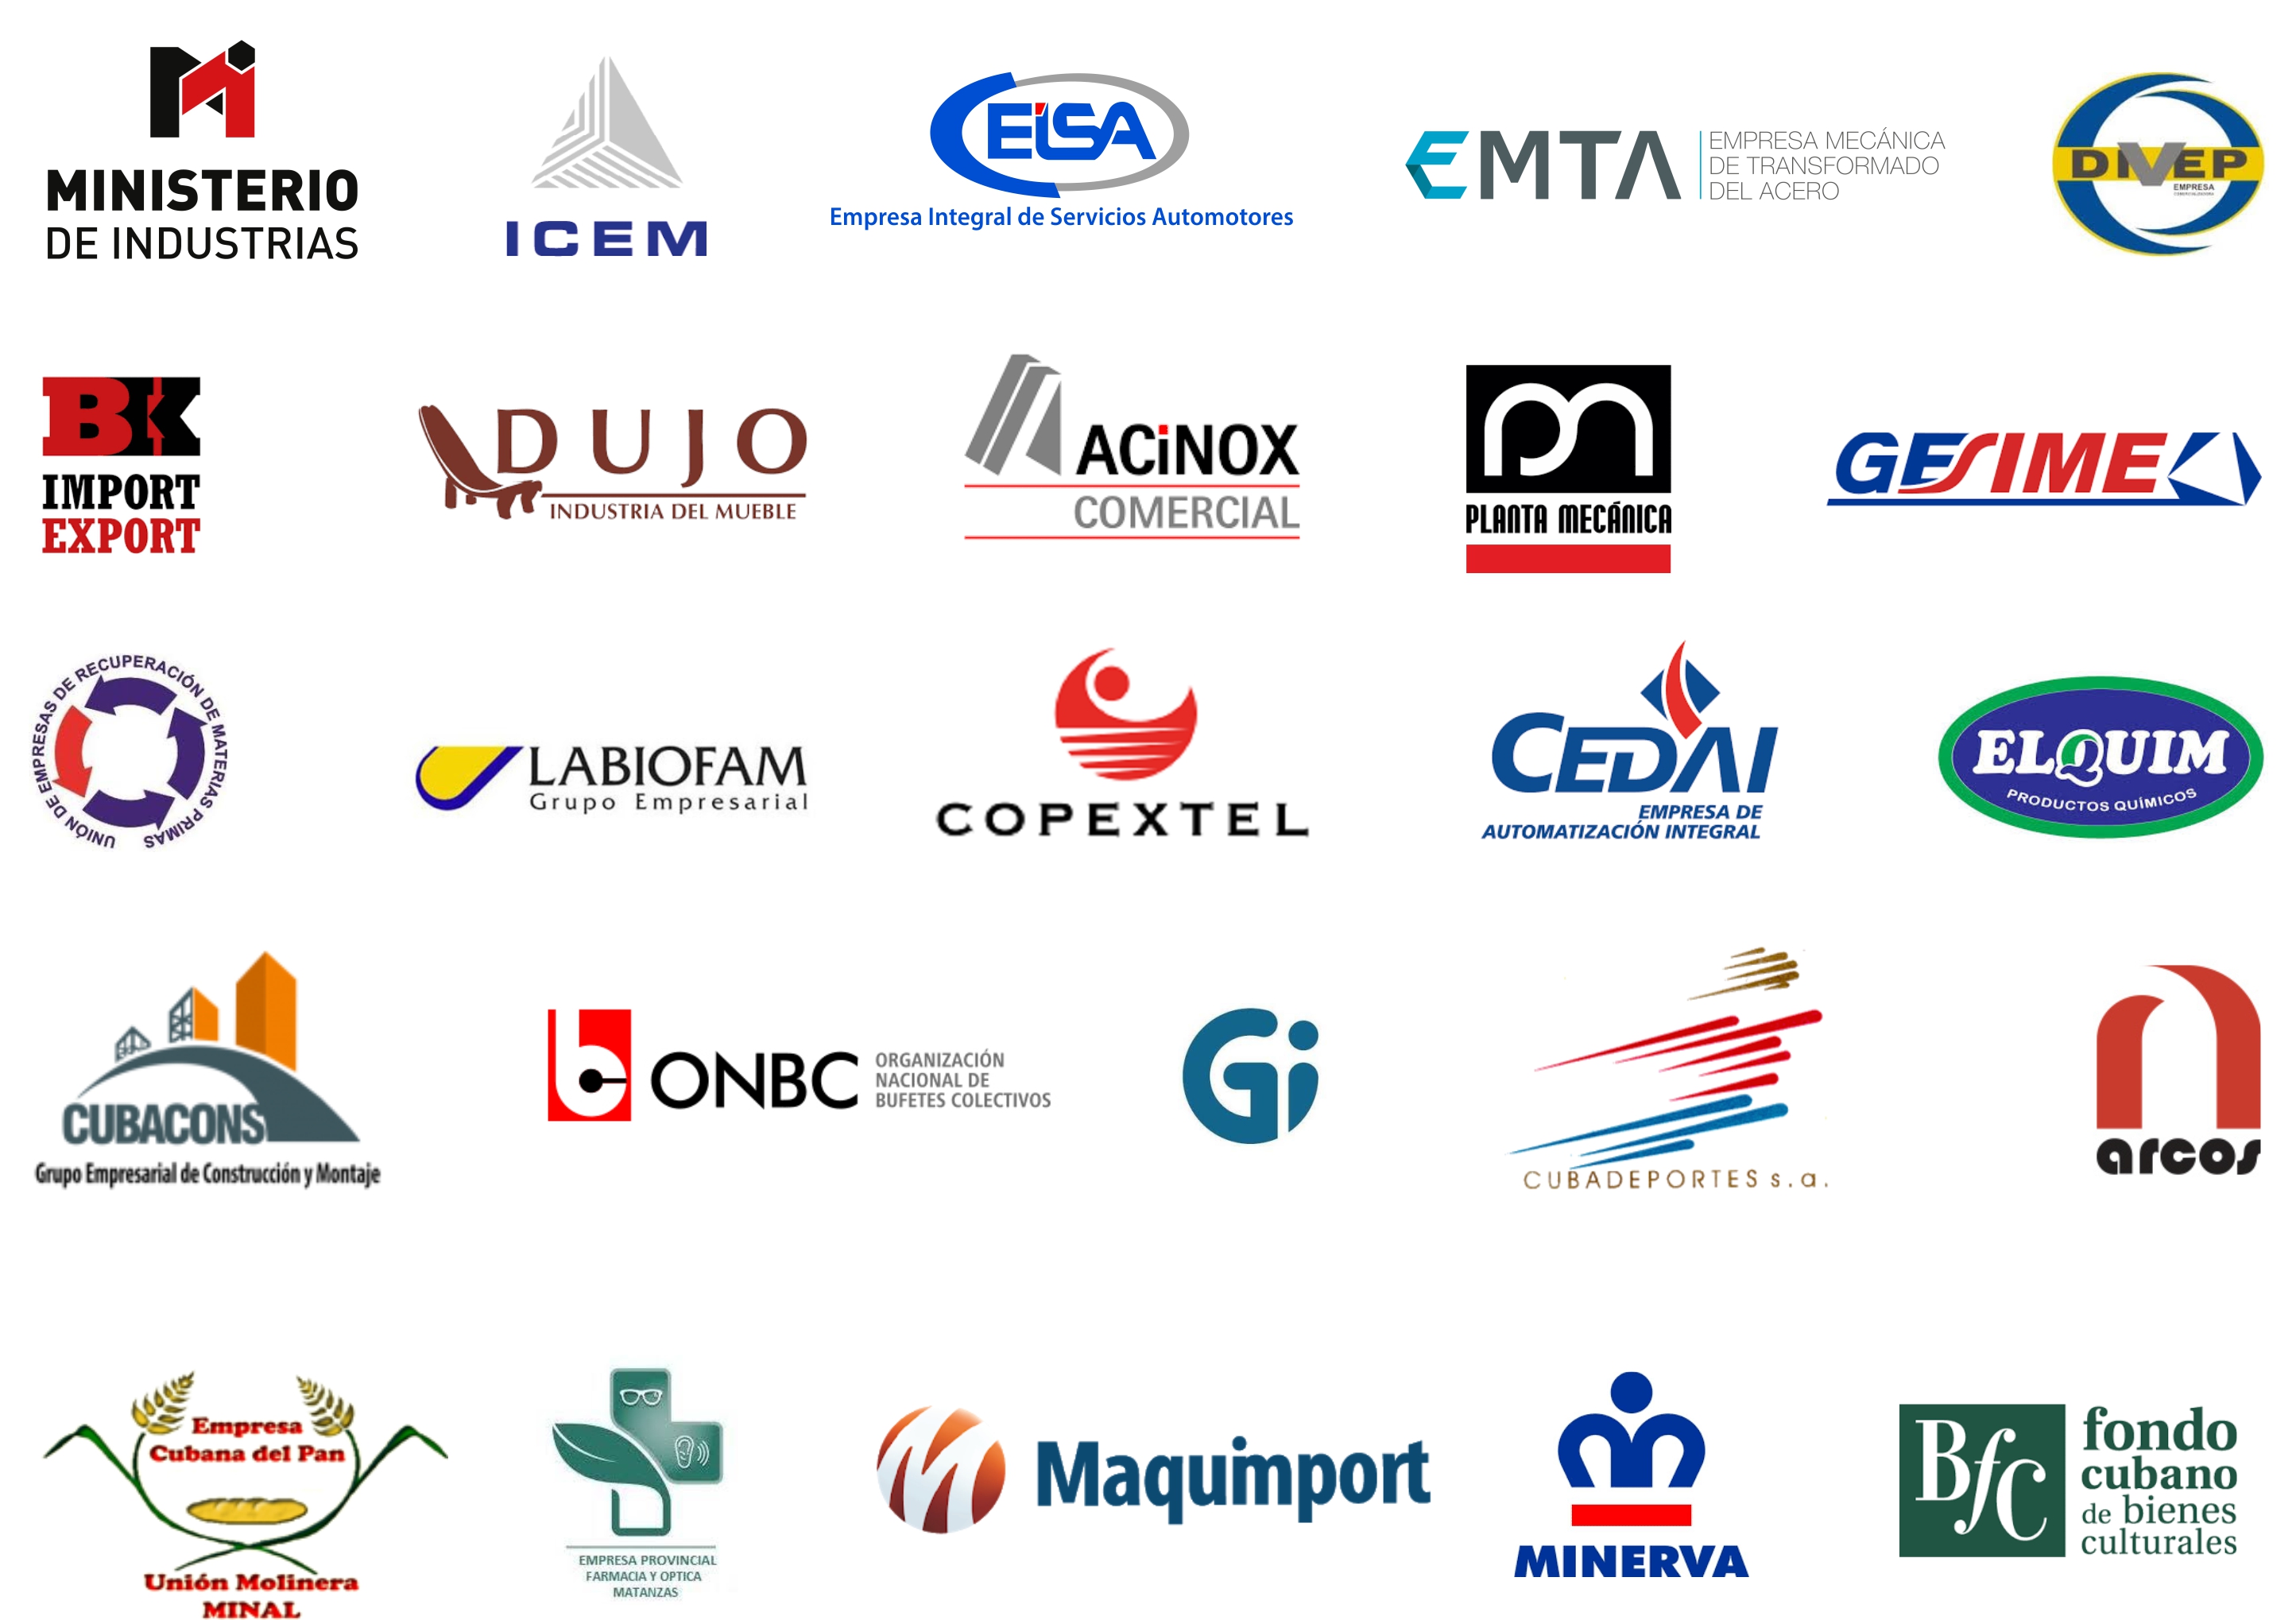 MINISTERIO
DE INDUSTRIAS
ICEM
EISA
Empresa Integral de Servicios Automotores
EMTA
EMPRESA MECÁNICA
DE TRANSFORMADO
DEL ACERO
DIVEP
EMPRESA
BK
IMPORT
EXPORT
DUJO
INDUSTRIA DEL MUEBLE
ACiNOX
COMERCIAL
PLANTA MECÁNICA
GESIME
UNIÓN DE EMPRESAS DE RECUPERACIÓN DE MATERIAS PRIMAS
LABIOFAM
Grupo Empresarial
COPEXTEL
CEDAI
EMPRESA DE
AUTOMATIZACIÓN INTEGRAL
ELQUIM
PRODUCTOS QUÍMICOS
CUBACONS
Grupo Empresarial de Construcción y Montaje
ONBC
ORGANIZACIÓN
NACIONAL DE
BUFETES COLECTIVOS
Gi
CUBADEPORTES s.a.
arcos
Empresa
Cubana del Pan
Unión Molinera
MINAL
EMPRESA PROVINCIAL
FARMACIA Y OPTICA
MATANZAS
Maquimport
MINERVA
BfC
fondo
cubano
de bienes
culturales